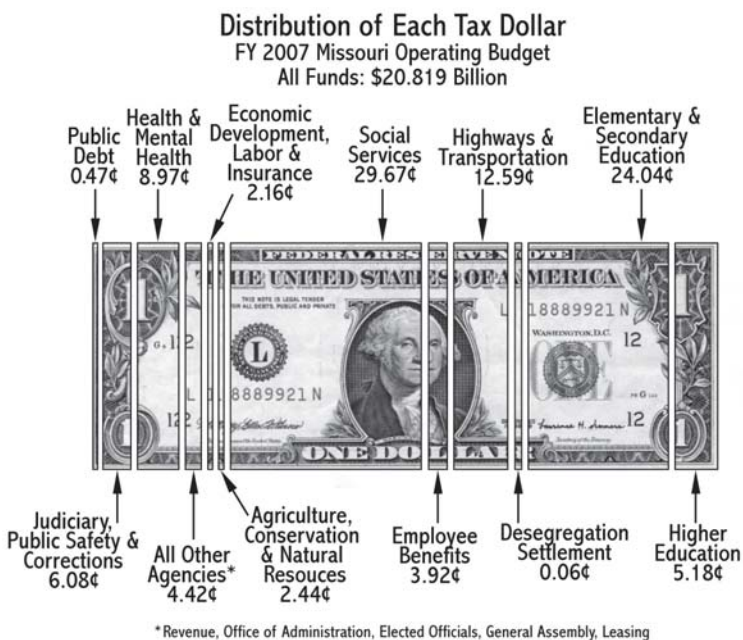 Distribution of Each Tax Dollar
FY 2007 Missouri Operating Budget
All Funds: $20.819 Billion
Public
Debt
0.47¢
Health &
Mental
Health
8.97¢
Economic
Development,
Labor &
Insurance
2.16¢
Social
Services
29.67¢
Highways &
Transportation
12.59¢
Elementary &
Secondary
Education
24.04¢
FEDERAL RESERVE NOTE
THE UNITED STATES OF AMERICA
THIS NOTE IS LEGAL TENDER
FOR ALL DEBTS, PUBLIC AND PRIVATE
L 18889921 N
WASHINGTON, D.C.
12
12
L
8889921 N
12
12
ONE DOLLAR
Judiciary,
Public Safety &
Corrections
6.08¢
All Other
Agencies*
4.42¢
Agriculture,
Conservation
& Natural
Resouces
2.44¢
Employee
Benefits
3.92¢
Desegregation
Settlement
0.06¢
Higher
Education
5.18¢
*Revenue, Office of Administration, Elected Officials, General Assembly, Leasing